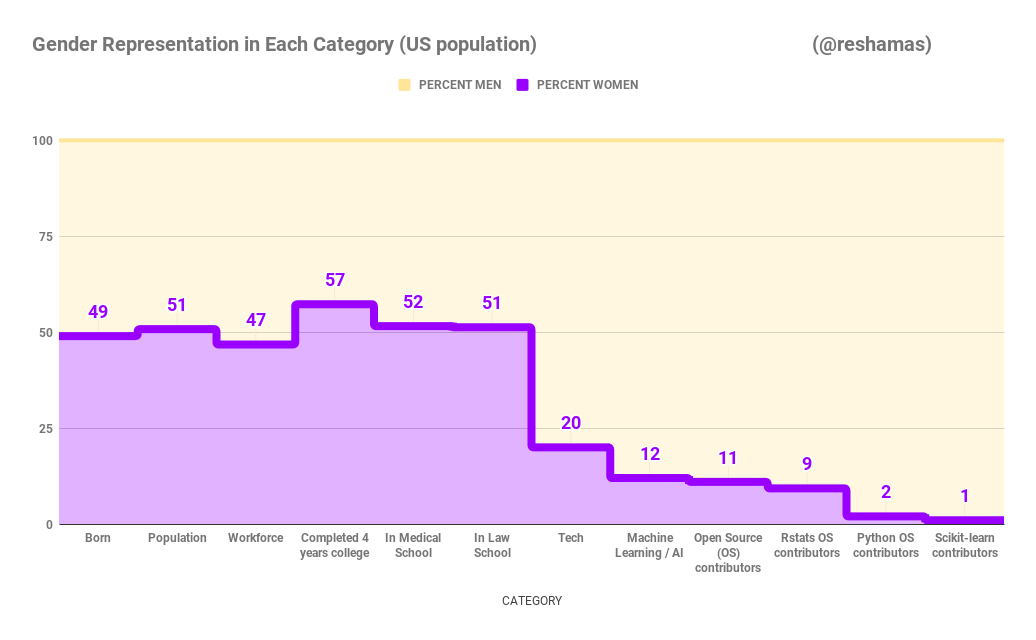 Gender Representation in Each Category (US population) (@reshamas)
PERCENT MEN PERCENT WOMEN
100
75
50
25
0
49
51
47
57
52
51
20
12
11
9
2
1
Born
Population
Workforce
Completed 4
years college
In Medical
School
In Law
School
Tech
Machine
Learning / AI
Open Source
(OS)
contributors
Rstats OS
contributors
Python OS
contributors
Scikit-learn
contributors
CATEGORY